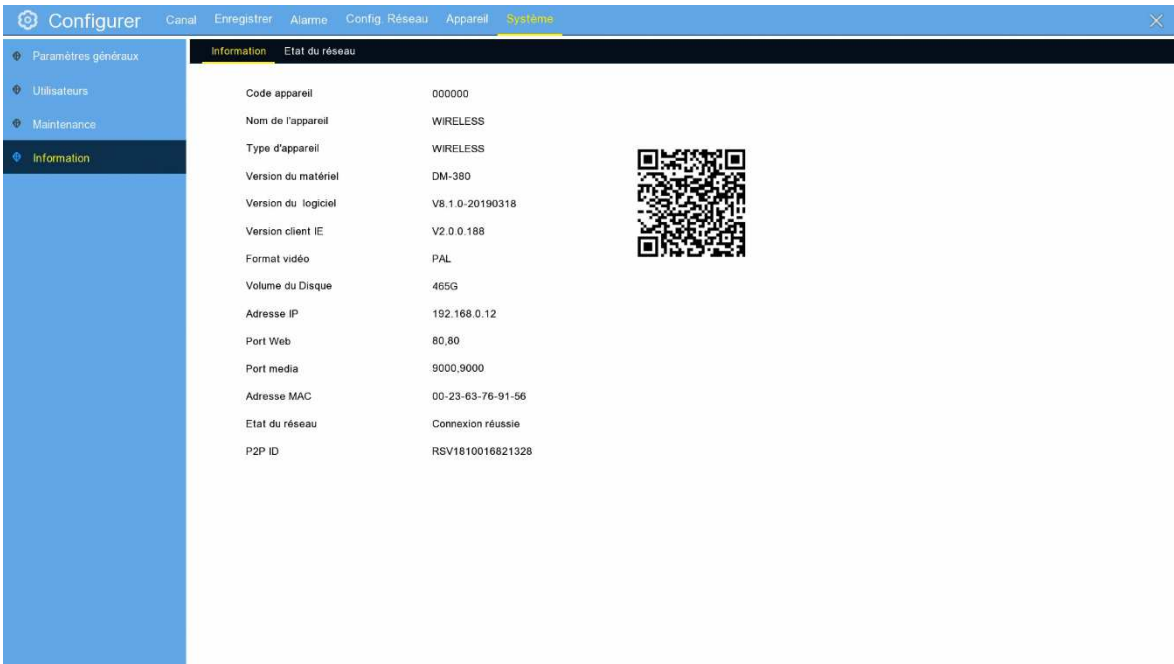 Configurer Canal Enregistrer Alarme Config. Réseau Appareil Système
Paramètres généraux
Utilisateurs
Maintenance
Information
Information Etat du réseau
Code appareil 000000
Nom de l'appareil WIRELESS
Type d'appareil WIRELESS
Version du matériel DM-380
Version du logiciel V8.1.0-20190318
Version client IE V2.0.0.188
Format vidéo PAL
Volume du Disque 465G
Adresse IP 192.168.0.12
Port Web 80,80
Port media 9000,9000
Adresse MAC 00-23-63-76-91-56
Etat du réseau Connexion réussie
P2P ID RSV1810016821328